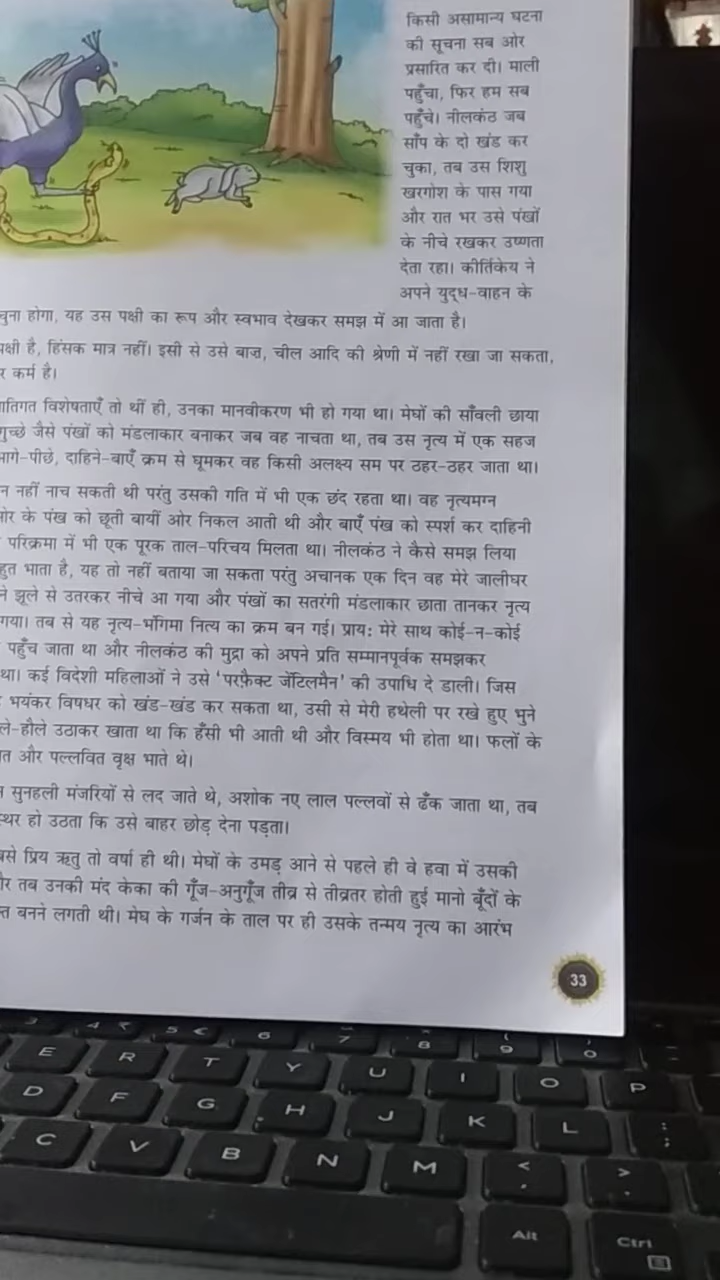 किसी असामान्य घटना
की सूचना सब ओर
प्रसारित कर दी। माली
पहुँचा, फिर हम सब
पहुँचे। नीलकंठ जब
साँप के दो खंड कर
चुका, तब उस शिशु
खरगोश के पास गया
और रात भर उसे पंखों
के नीचे रखकर उष्णता
देता रहा। कीर्तिकेय ने
अपने युद्ध-वाहन के
चुना होगा, यह उस पक्षी का रूप और स्वभाव देखकर समझ में आ जाता है।
है, हिंसक मात्र नहीं। इसी से उसे बाज़, चील आदि की श्रेणी में नहीं रखा जा सकता,
कर्म है।
विशेषताएँ तो थीं ही, उनका मानवीकरण भी हो गया था। मेघों की साँवली छाया
जैसे पंखों को मंडलाकार बनाकर जब वह नाचता था, तब उस नृत्य में एक सहज
आगे-पीछे, दाहिने-बाएँ क्रम से घूमकर वह किसी अलक्ष्य सम पर ठहर-ठहर जाता था।
नहीं नाच सकती थी परंतु उसकी गति में भी एक छंद रहता था। वह नृत्यमग्न
के पंख को छूती बायीं ओर निकल आती थी और बाएँ पंख को स्पर्श कर दाहिनी
परिक्रमा में भी एक पूरक ताल-परिचय मिलता था। नीलकंठ ने कैसे समझ लिया
भाता है, यह तो नहीं बताया जा सकता परंतु अचानक एक दिन वह मेरे जालीघर
झूले से उतरकर नीचे आ गया और पंखों का सतरंगी मंडलाकार छाता तानकर नृत्य
गया। तब से यह नृत्य-भंगिमा नित्य का क्रम बन गई। प्राय: मेरे साथ कोई-न-कोई
पहुँच जाता था और नीलकंठ की मुद्रा को अपने प्रति सम्मानपूर्वक समझकर
था। कई विदेशी महिलाओं ने उसे 'परफ़ैक्ट जेंटिलमैन' की उपाधि दे डाली। जिस
भयंकर विषधर को खंड-खंड कर सकता था, उसी से मेरी हथेली पर रखे हुए भुने
उठाकर खाता था कि हँसी भी आती थी और विस्मय भी होता था। फलों के
और पल्लवित वृक्ष भाते थे।
सुनहली मंजरियों से लद जाते थे, अशोक नए लाल पल्लवों से ढँक जाता था, तब
हो उठता कि उसे बाहर छोड़ देना पड़ता।
प्रिय ऋतु तो वर्षा ही थी। मेघों के उमड़ आने से पहले ही वे हवा में उसकी
तब उनकी मंद केका की गूँज-अनुगूँज तीव्र से तीव्रतर होती हुई मानो बूँदों के
बनने लगती थी। मेघ के गर्जन के ताल पर ही उसके तन्मय नृत्य का आरंभ
33
4 ₹ 5 € 6 7 8 9 0
E R T Y U I O P
D F G H J K L : ;
C V B N M < , > .
Alt Ctrl